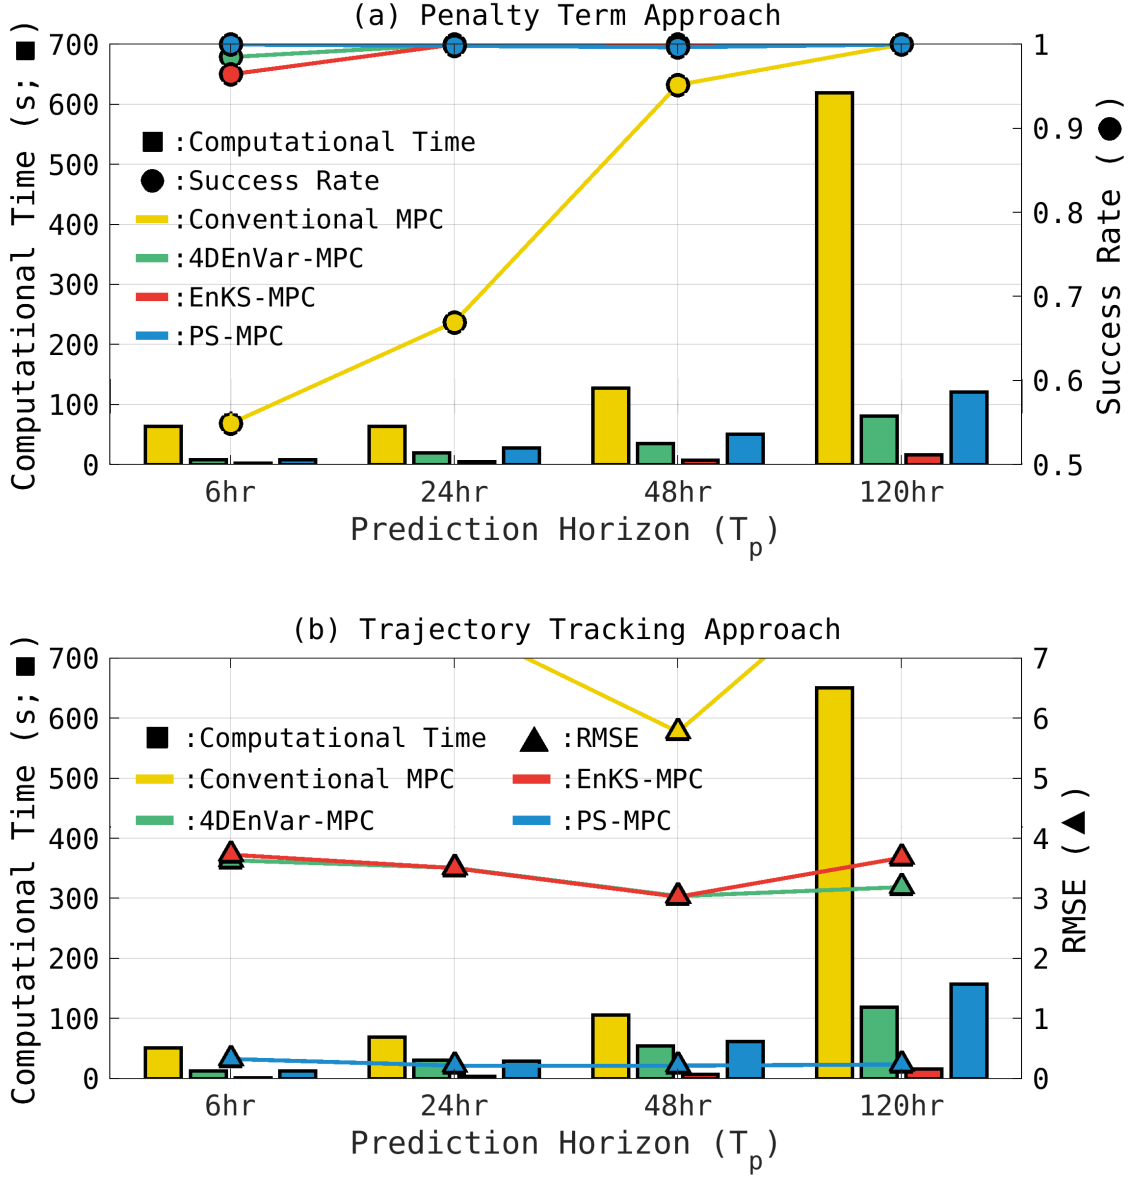 (a) Penalty Term Approach
Computational Time (s; ■)
700
600
500
400
300
200
100
0
■:Computational Time
●:Success Rate
:Conventional MPC
:4DEnVar-MPC
:EnKS-MPC
:PS-MPC
1
0.9
0.8
0.7
0.6
0.5
Success Rate (●)
6hr 24hr 48hr 120hr
Prediction Horizon (Tp)
(b) Trajectory Tracking Approach
Computational Time (s; ■)
700
600
500
400
300
200
100
0
■:Computational Time ▲:RMSE
:Conventional MPC :EnKS-MPC
:4DEnVar-MPC :PS-MPC
7
6
5
4
3
2
1
0
RMSE (▲)
6hr 24hr 48hr 120hr
Prediction Horizon (Tp)